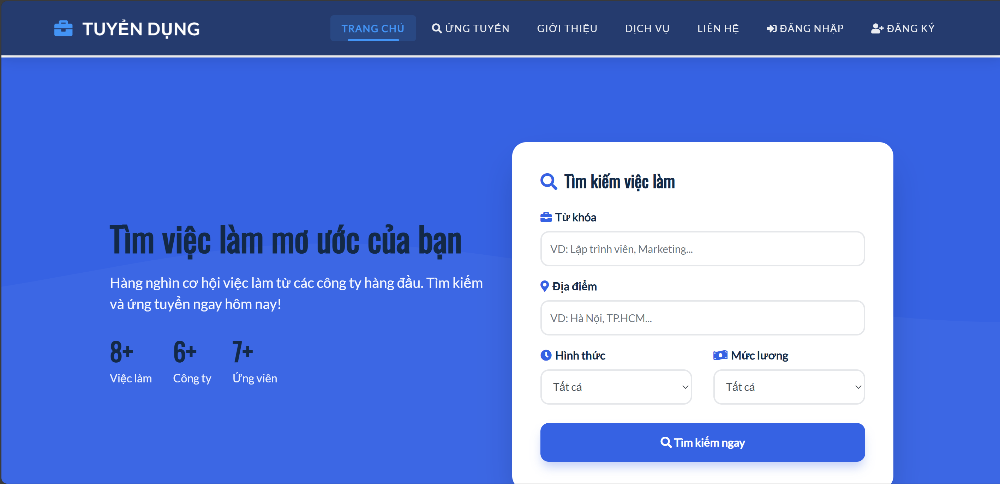 TUYỂN DỤNG
TRANG CHỦ
ỨNG TUYỂN
GIỚI THIỆU
DỊCH VỤ
LIÊN HỆ
ĐĂNG NHẬP
ĐĂNG KÝ
Tìm việc làm mơ ước của bạn
Hàng nghìn cơ hội việc làm từ các công ty hàng đầu. Tìm kiếm
và ứng tuyển ngay hôm nay!
8+
Việc làm
6+
Công ty
7+
Ứng viên
Tìm kiếm việc làm
Từ khóa
VD: Lập trình viên, Marketing...
Địa điểm
VD: Hà Nội, TP.HCM...
Hình thức
Tất cả
Mức lương
Tất cả
Tìm kiếm ngay